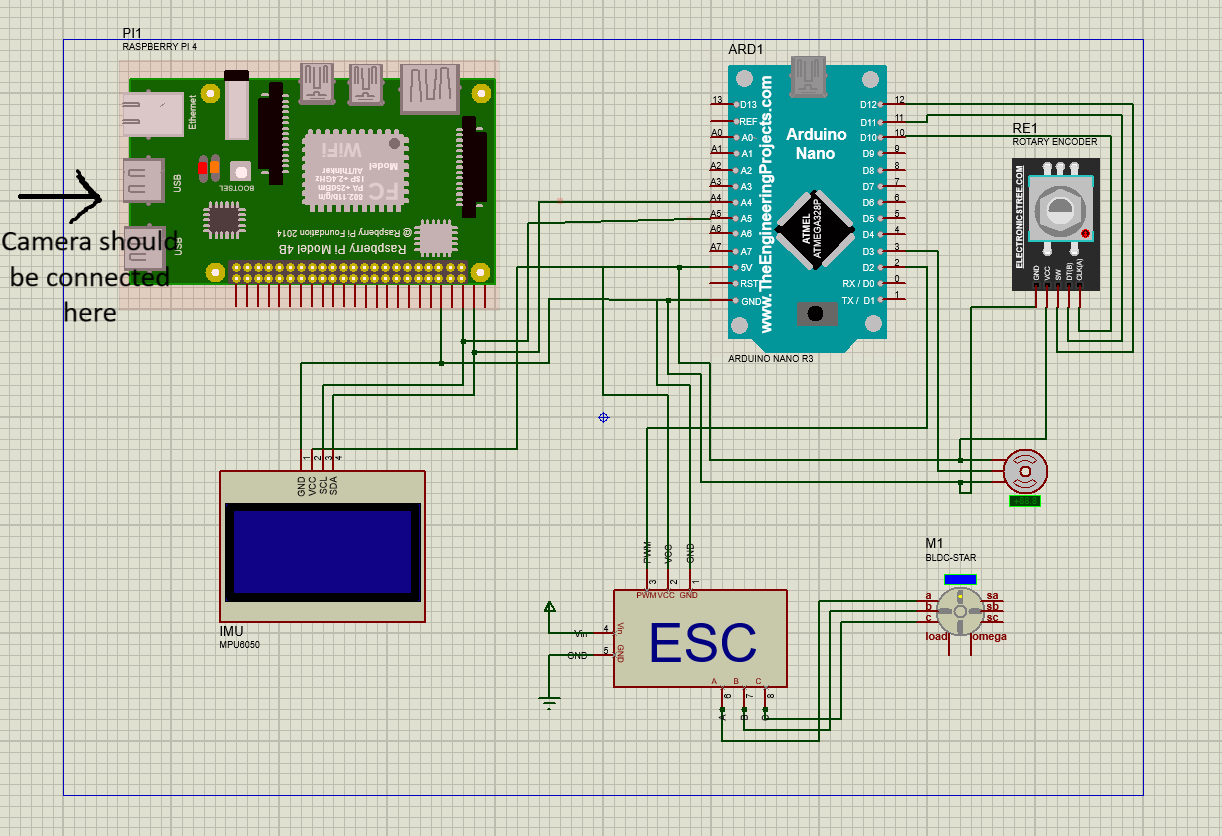 PI1
RASPBERRY PI 4
Ethernet
USB
USB
BOOTSEL
WiFi
Model
FC
AI/Thinker
ISP +2.4GHz
PA +25dBm
802.11b/g/n
© Raspberry Pi Foundation 2014
Raspberry Pi Model 4B
Camera should
be connected
here
ARD1
13
D13
REF
A0
A0
A1
A1
A2
A2
A3
A3
A4
A4
A5
A5
A6
A6
A7
A7
5V
RST
GND
www.TheEngineeringProjects.com
Arduino
Nano
ATMEL
ATMEGA328P
D12
12
D11
11
D10
10
D9
9
D8
8
D7
7
D6
6
D5
5
D4
4
D3
3
D2
2
RX / D0
0
TX / D1
1
ARDUINO NANO R3
RE1
ROTARY ENCODER
ELECTRONICSTREE.COM
GND
VCC
SW
DT(B)
CLK(A)
1
2
3
4
GND
VCC
SCL
SDA
IMU
MPU6050
PWM
VCC
GND
3
2
1
PWM
VCC
GND
ESC
Vin
4
Vin
GND
5
GND
A
B
C
6
7
8
A
B
C
M1
BLDC-STAR
a
b
c
sa
sb
sc
load
omega